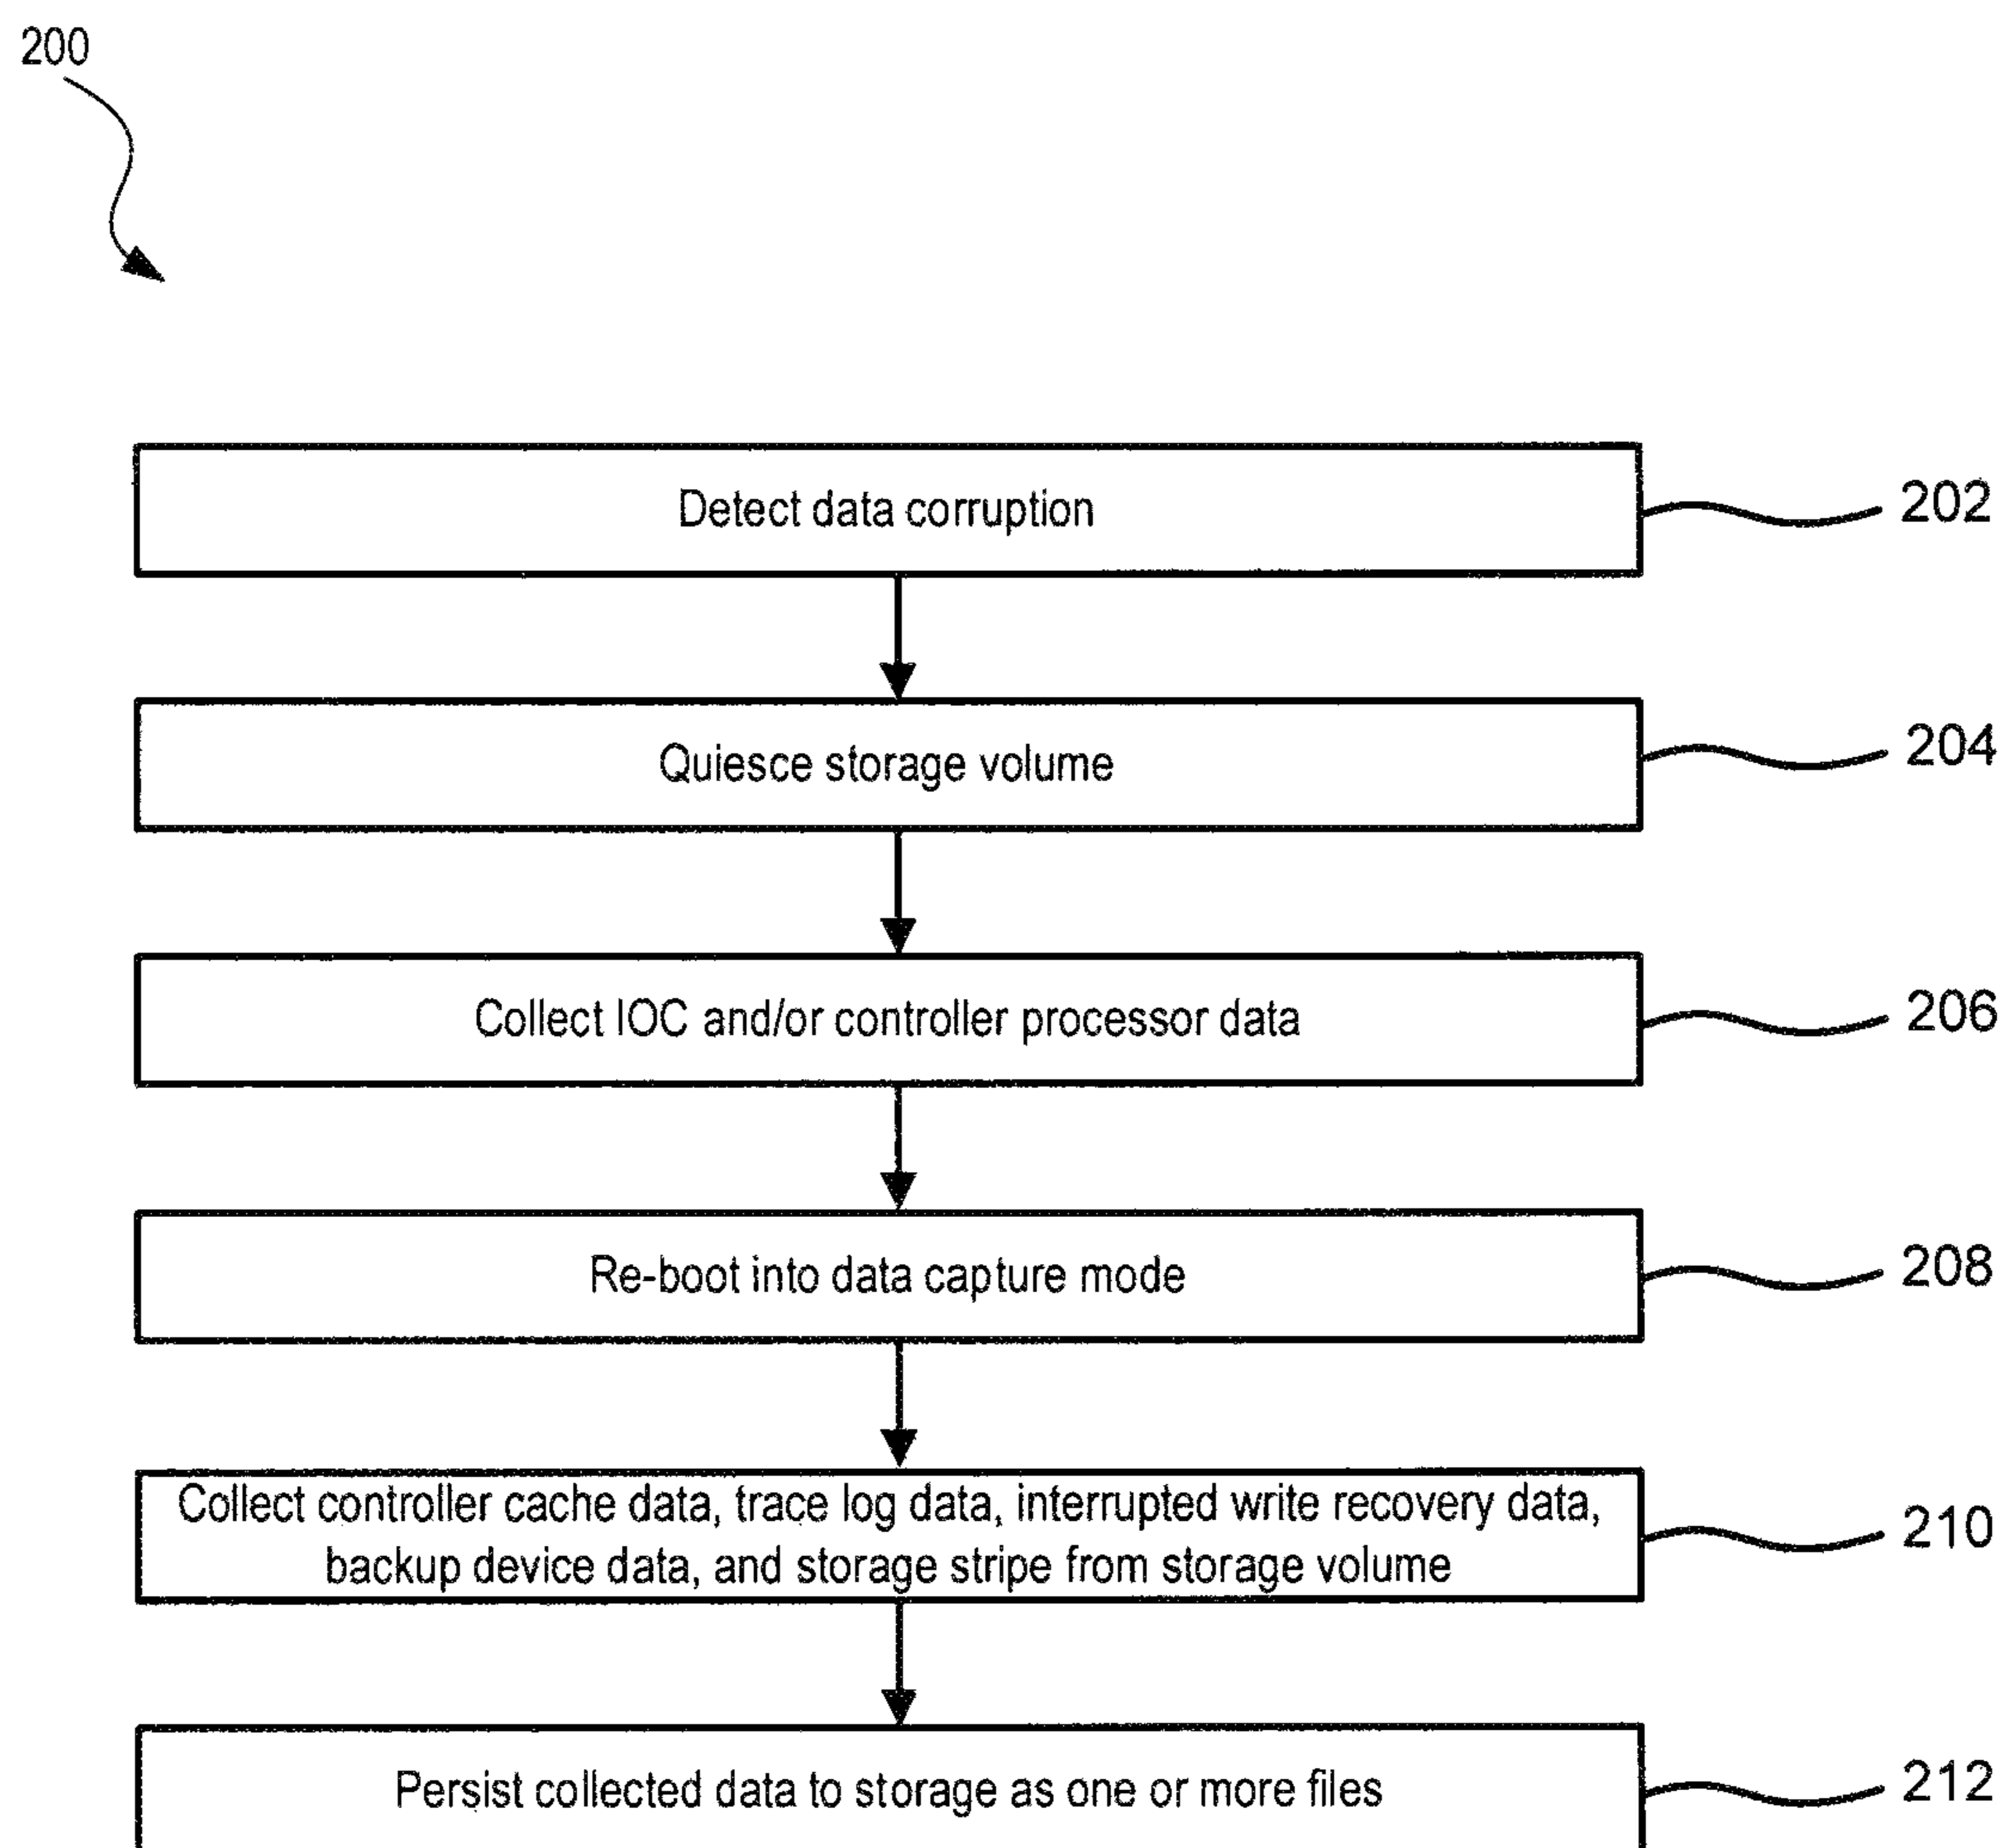 200
Detect data corruption
202
Quiesce storage volume
204
Collect IOC and/or controller processor data
206
Re-boot into data capture mode
208
Collect controller cache data, trace log data, interrupted write recovery data,
backup device data, and storage stripe from storage volume
210
Persist collected data to storage as one or more files
212